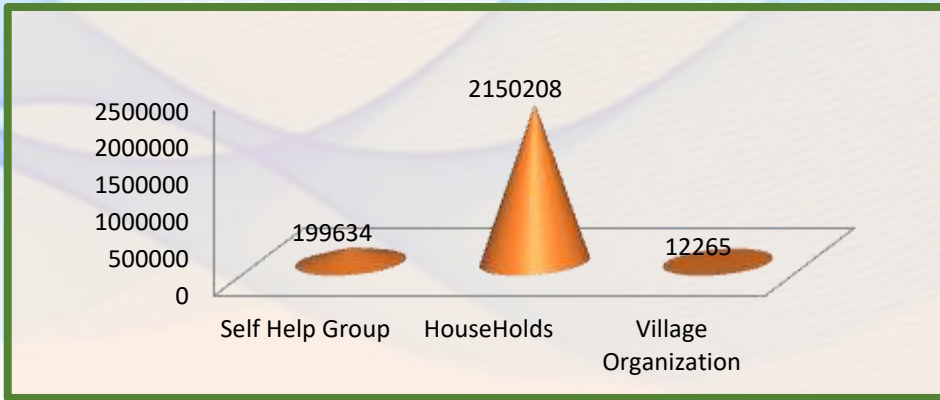 2150208
2500000
2000000
1500000
1000000
500000
0
199634
12265
Self Help Group
HouseHolds
Village
Organization